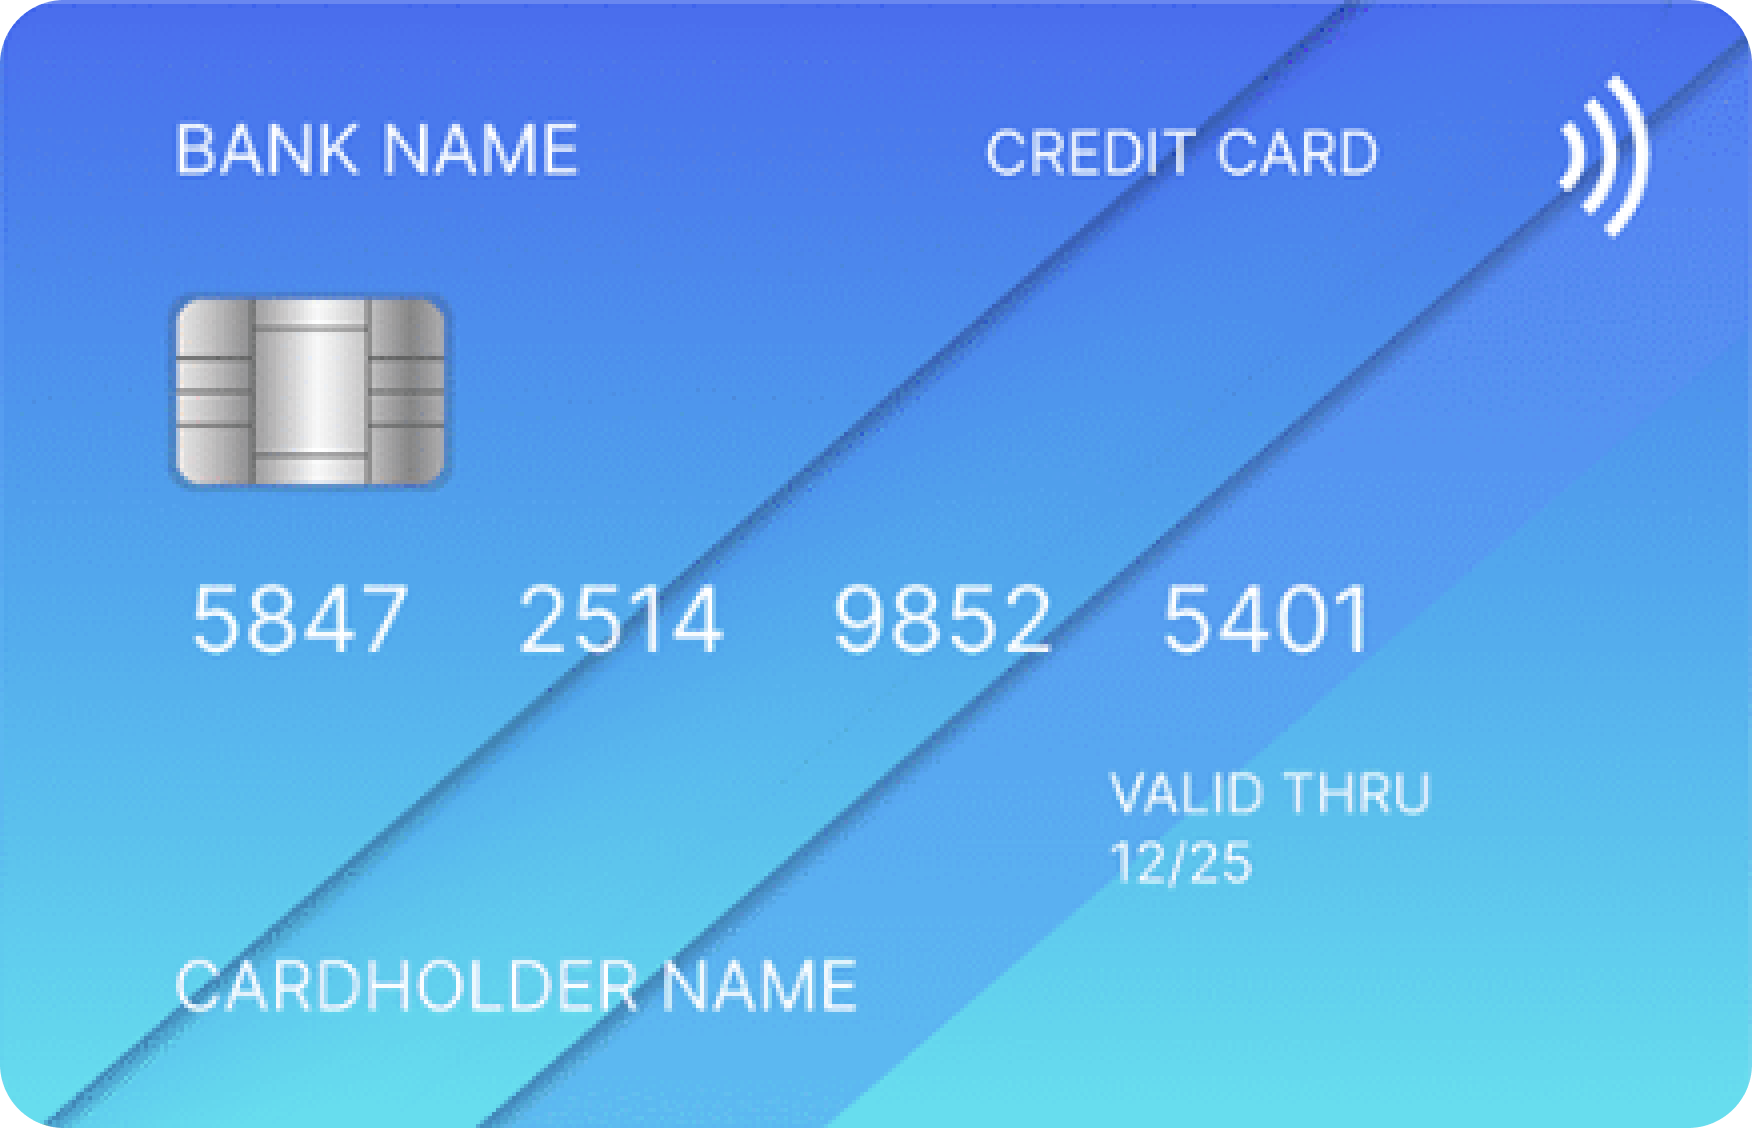 BANK NAME CREDIT CARD
5847 2514 9852 5401
VALID THRU
12/25
CARDHOLDER NAME